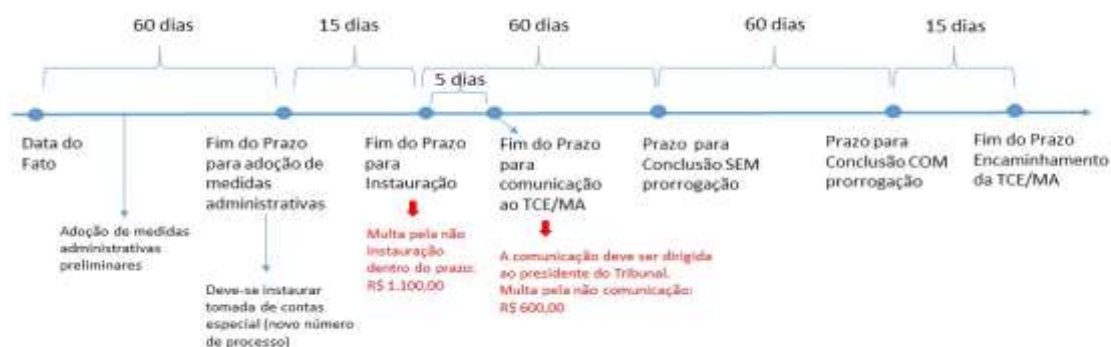 60 dias
15 dias
60 dias
60 dias
15 dias
5 dias
Data do
Fato
Fim do Prazo
para adoção de
medidas
administrativas
Fim do Prazo
para
Instauração
Fim do Prazo
para
comunicação
ao TCE/MA
Prazo para
Conclusão SEM
prorrogação
Prazo para
Conclusão COM
prorrogação
Fim do Prazo
Encaminhamento
da TCE/MA
Adoção de medidas
administrativas
preliminares
Deve-se instaurar
tomada de contas
especial (novo número
de processo)
Multa pela não
instauração
dentro do prazo:
R$ 1.100,00
A comunicação deve ser dirigida
ao presidente do Tribunal.
Multa pela não comunicação:
R$ 600,00